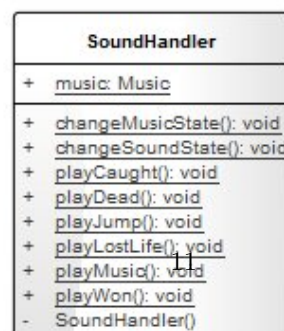 SoundHandler
+ music: Music
+ changeMusicState(): void
+ changeSoundState(): void
+ playCaught(): void
+ playDead(): void
+ playJump(): void
+ playLostLife(): void
+ playMusic(): void
11
+ playWon(): void
- SoundHandler()